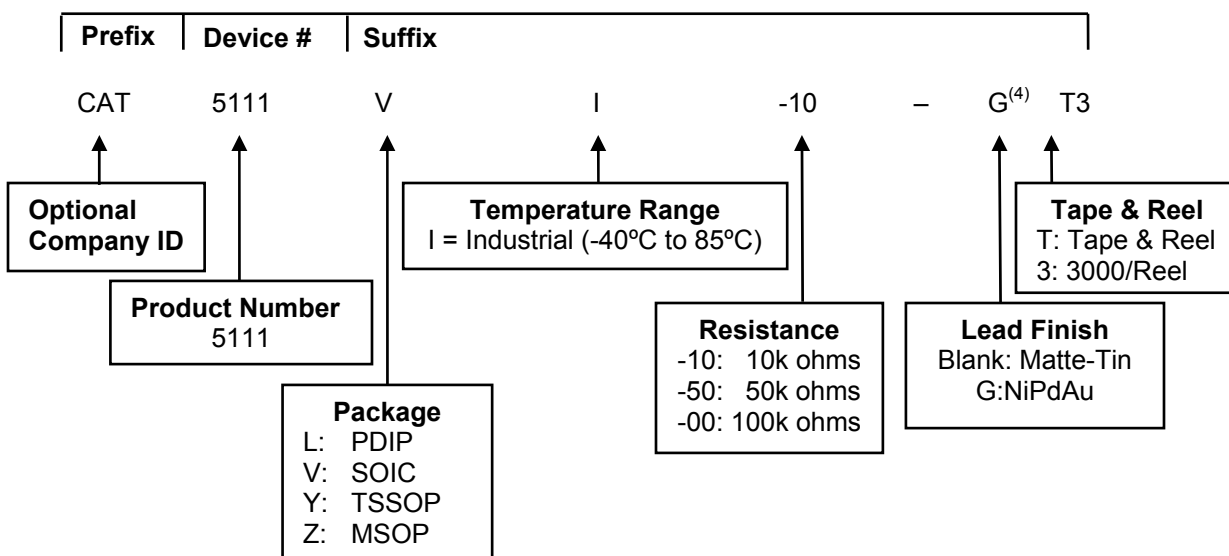 Prefix Device # Suffix
CAT 5111 V I -10 – G(4) T3
Optional
Company ID
Product Number
5111
Package
L: PDIP
V: SOIC
Y: TSSOP
Z: MSOP
Temperature Range
I = Industrial (-40ºC to 85ºC)
Resistance
-10: 10k ohms
-50: 50k ohms
-00: 100k ohms
Lead Finish
Blank: Matte-Tin
G:NiPdAu
Tape & Reel
T: Tape & Reel
3: 3000/Reel